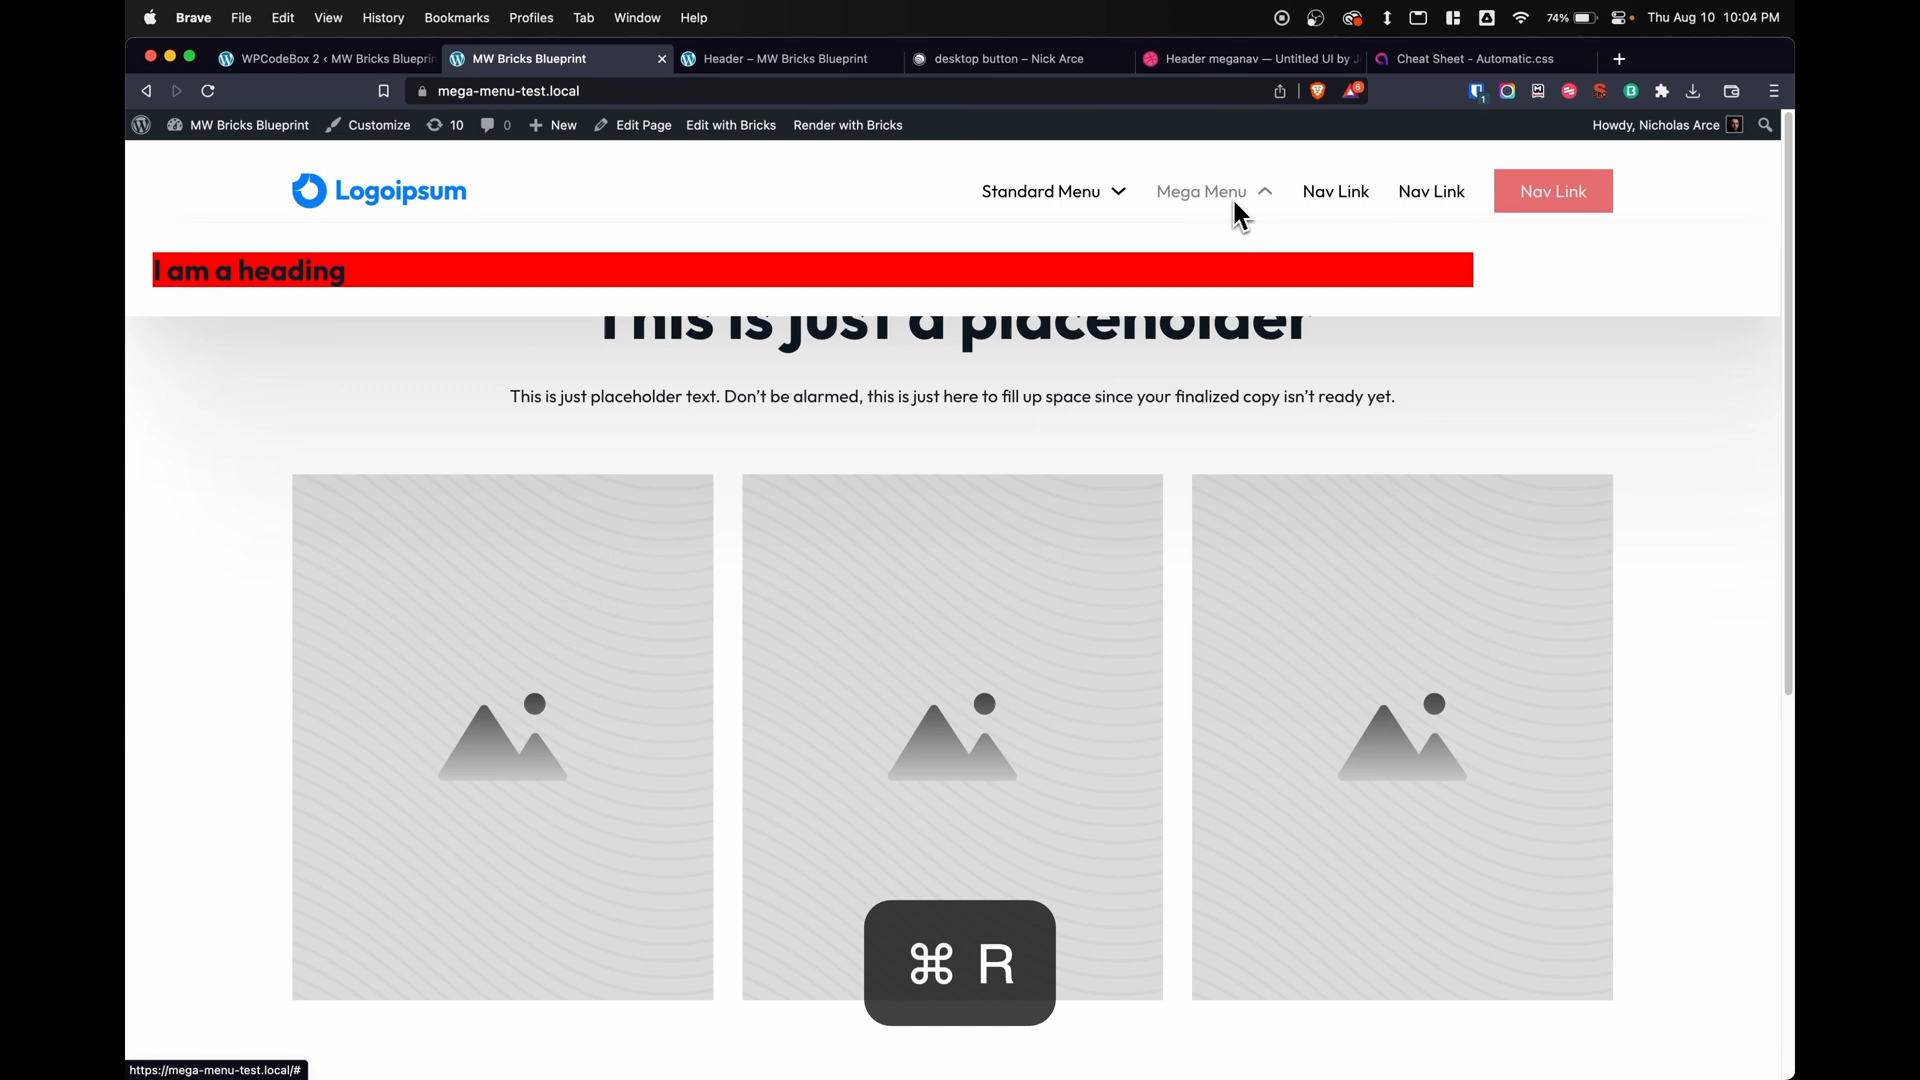 Brave File Edit View History Bookmarks Profiles Tab Window Help 74% Thu Aug 10 10:04 PM
WPCodeBox 2 ‹ MW Bricks Blueprin MW Bricks Blueprint Header – MW Bricks Blueprint desktop button – Nick Arce Header meganav — Untitled UI by J Cheat Sheet - Automatic.css
mega-menu-test.local 6 1
MW Bricks Blueprint Customize 10 0 New Edit Page Edit with Bricks Render with Bricks Howdy, Nicholas Arce
Logoipsum Standard Menu Mega Menu Nav Link Nav Link Nav Link
I am a heading
This is just a placeholder
This is just placeholder text. Don't be alarmed, this is just here to fill up space since your finalized copy isn't ready yet.
⌘ R
https://mega-menu-test.local/#